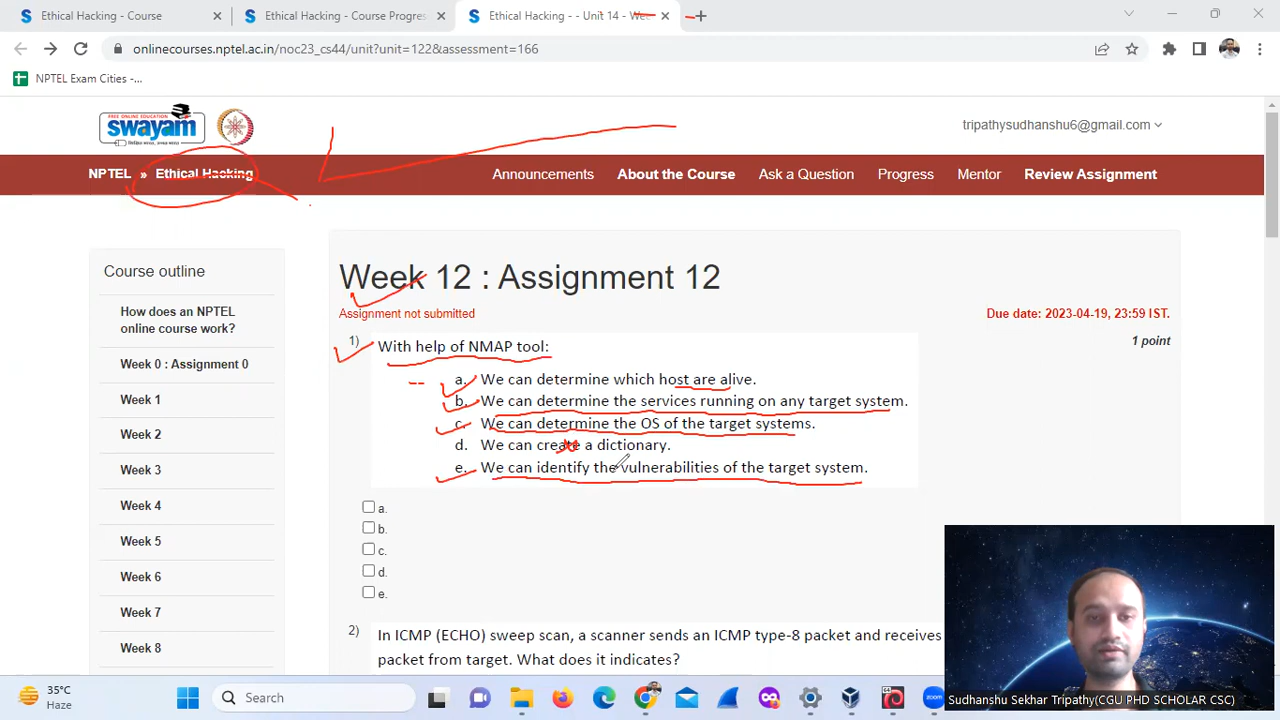 Ethical Hacking - Course
Ethical Hacking - Course Progres
Ethical Hacking - - Unit 14 - We
onlinecourses.nptel.ac.in/noc23_cs44/unit?unit=122&assessment=166
NPTEL Exam Cities -...
FREE ONLINE EDUCATION
swayam
tripathysudhanshu6@gmail.com
NPTEL » Ethical Hacking
Announcements
About the Course
Ask a Question
Progress
Mentor
Review Assignment
Course outline
How does an NPTEL
online course work?
Week 0 : Assignment 0
Week 1
Week 2
Week 3
Week 4
Week 5
Week 6
Week 7
Week 8
Week 12 : Assignment 12
Assignment not submitted
Due date: 2023-04-19, 23:59 IST.
1)
With help of NMAP tool:
1 point
a. We can determine which host are alive.
b. We can determine the services running on any target system.
c. We can determine the OS of the target systems.
d. We can create a dictionary.
e. We can identify the vulnerabilities of the target system.
a.
b.
c.
d.
e.
2)
In ICMP (ECHO) sweep scan, a scanner sends an ICMP type-8 packet and receives
packet from target. What does it indicates?
35°C
Haze
Search
zoom
Sudhanshu Sekhar Tripathy(CGU PHD SCHOLAR CSC)